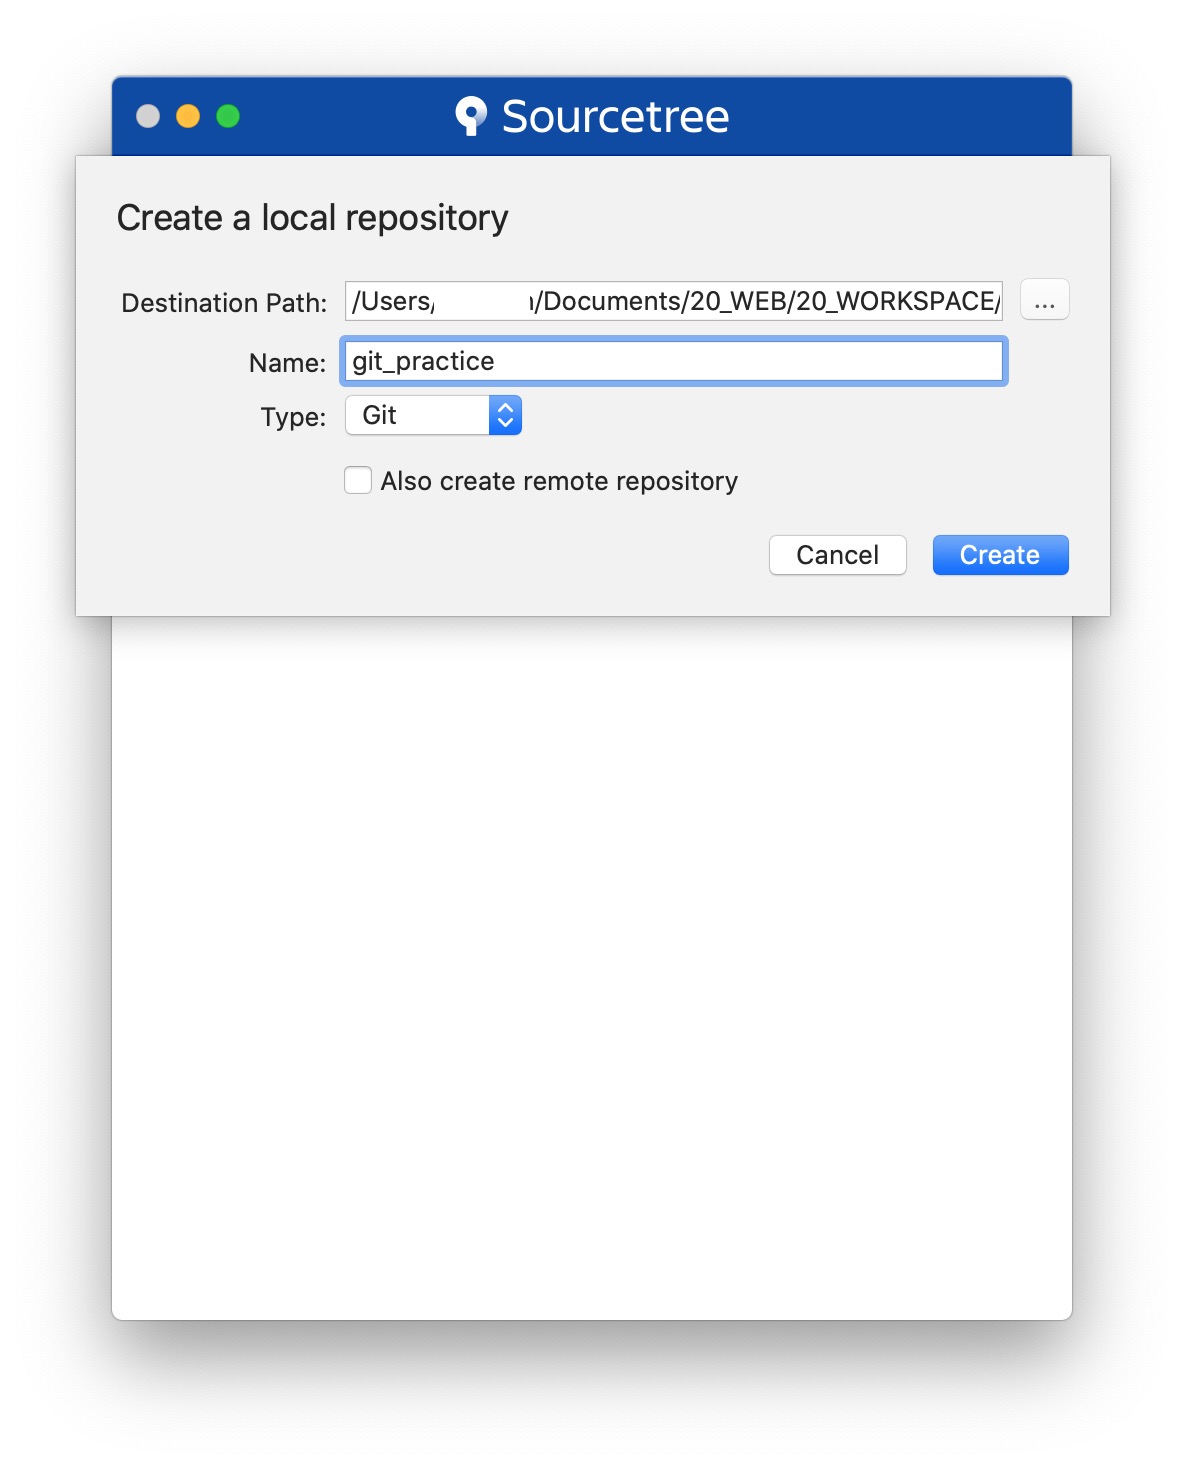 Sourcetree
Create a local repository
Destination Path: /Users/ /Documents/20_WEB/20_WORKSPACE/ ...
Name: git_practice
Type: Git
Also create remote repository
Cancel Create